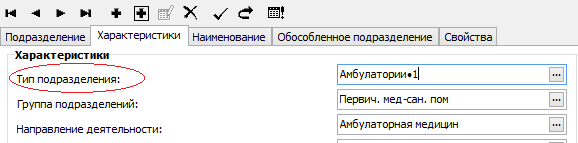 Подразделение Характеристики Наименование Обособленное подразделение Свойства
Характеристики
Тип подразделения: Амбулатории•1 ...
Группа подразделений: Первич. мед-сан. пом ...
Направление деятельности: Амбулаторная медицин ...